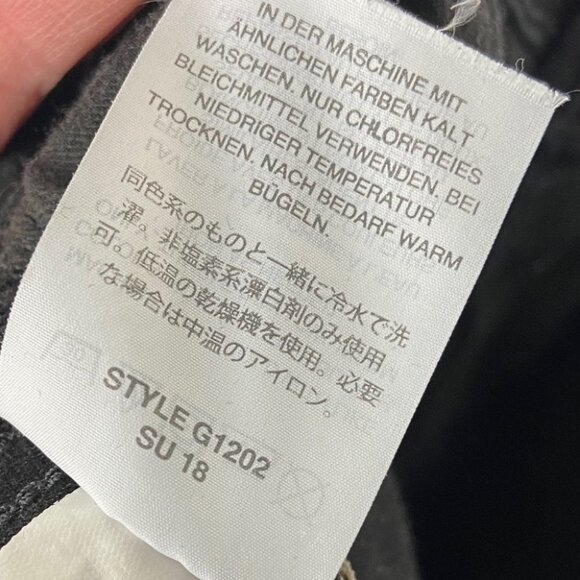 IN DER MASCHINE MIT
ÄHNLICHEN FARBEN KALT
WASCHEN. NUR CHLORFREIES
BLEICHMITTEL VERWENDEN. BEI
NIEDRIGER TEMPERATUR
TROCKNEN. NACH BEDARF WARM
BÜGELN.
同色系のものと一緒に冷水で洗
濯。非塩素系漂白剤のみ使用
可。低温の乾燥機を使用。必要
な場合は中温のアイロン。
STYLE G1202
SU 18